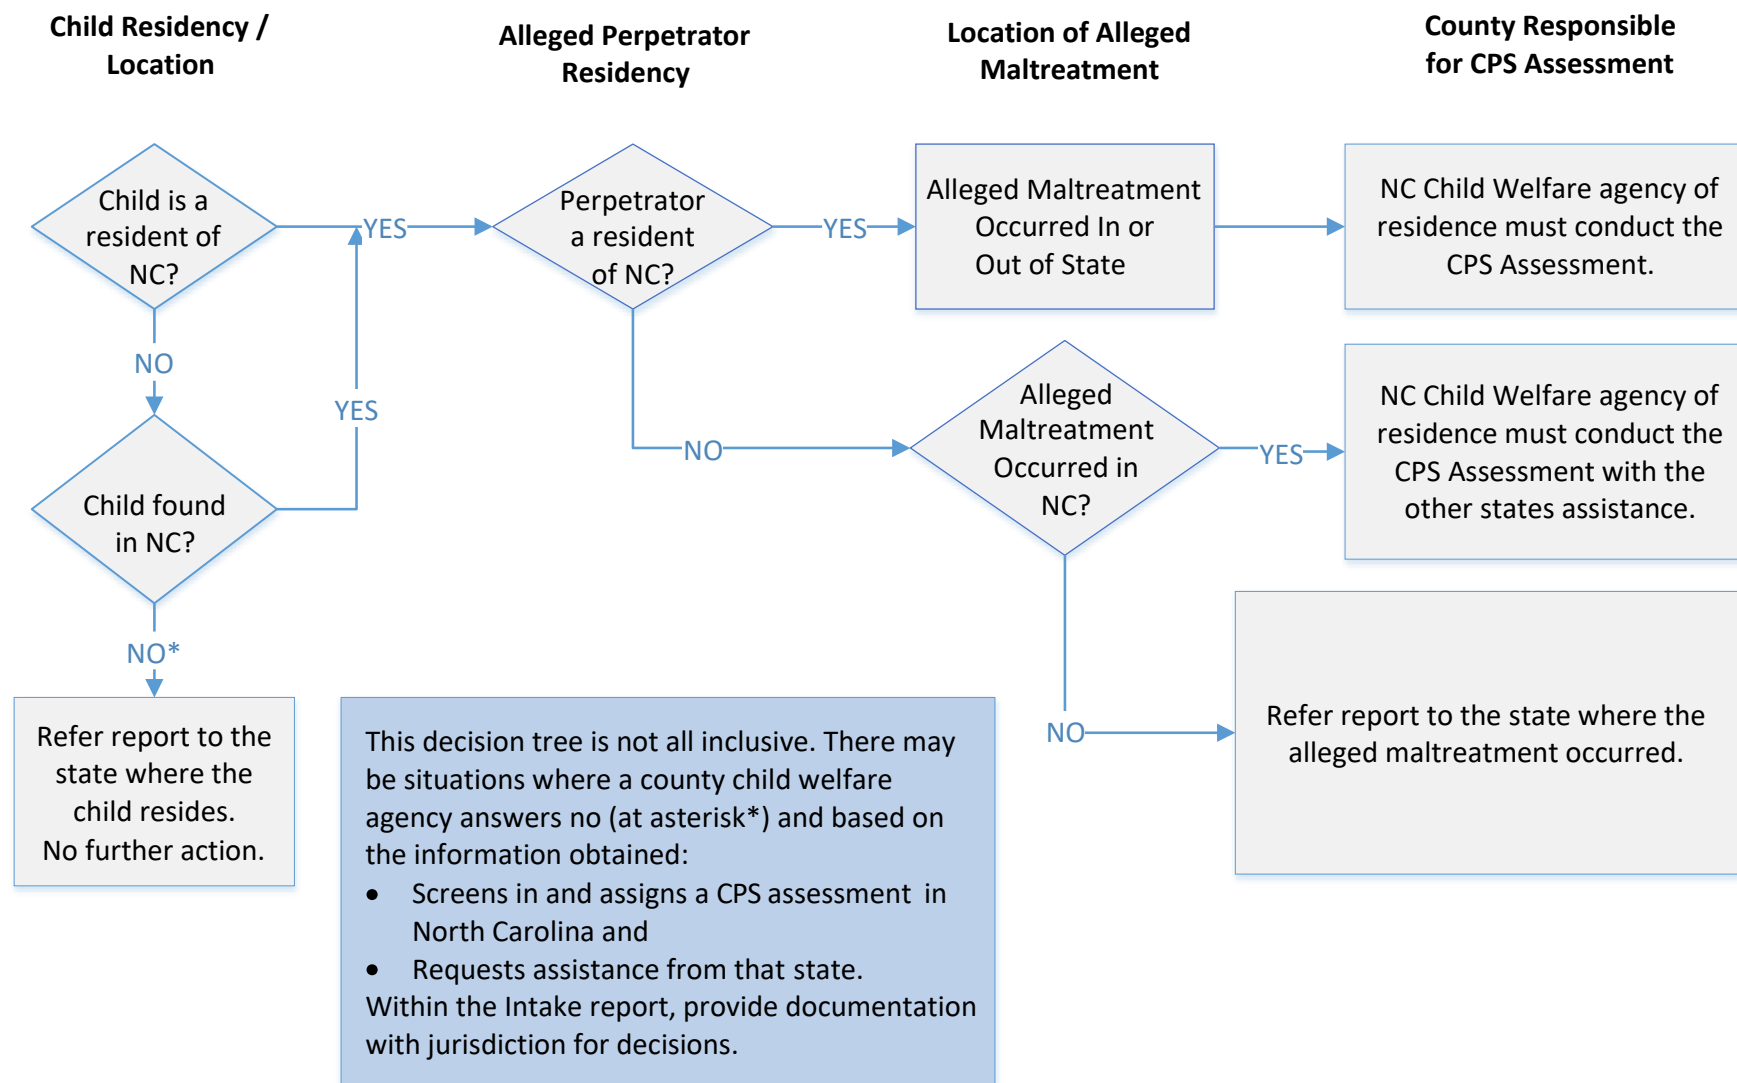 Child Residency /
Location
Alleged Perpetrator
Residency
Location of Alleged
Maltreatment
County Responsible
for CPS Assessment
Child is a
resident of
NC?
YES
Perpetrator
a resident
of NC?
YES
Alleged Maltreatment
Occurred In or
Out of State
NC Child Welfare agency of
residence must conduct the
CPS Assessment.
NO
YES
Child found
in NC?
NO
Alleged
Maltreatment
Occurred in
NC?
YES
NC Child Welfare agency of
residence must conduct the
CPS Assessment with the
other states assistance.
NO*
Refer report to the
state where the
child resides.
No further action.
This decision tree is not all inclusive. There may
be situations where a county child welfare
agency answers no (at asterisk*) and based on
the information obtained:
• Screens in and assigns a CPS assessment in
North Carolina and
• Requests assistance from that state.
Within the Intake report, provide documentation
with jurisdiction for decisions.
NO
Refer report to the state where the
alleged maltreatment occurred.